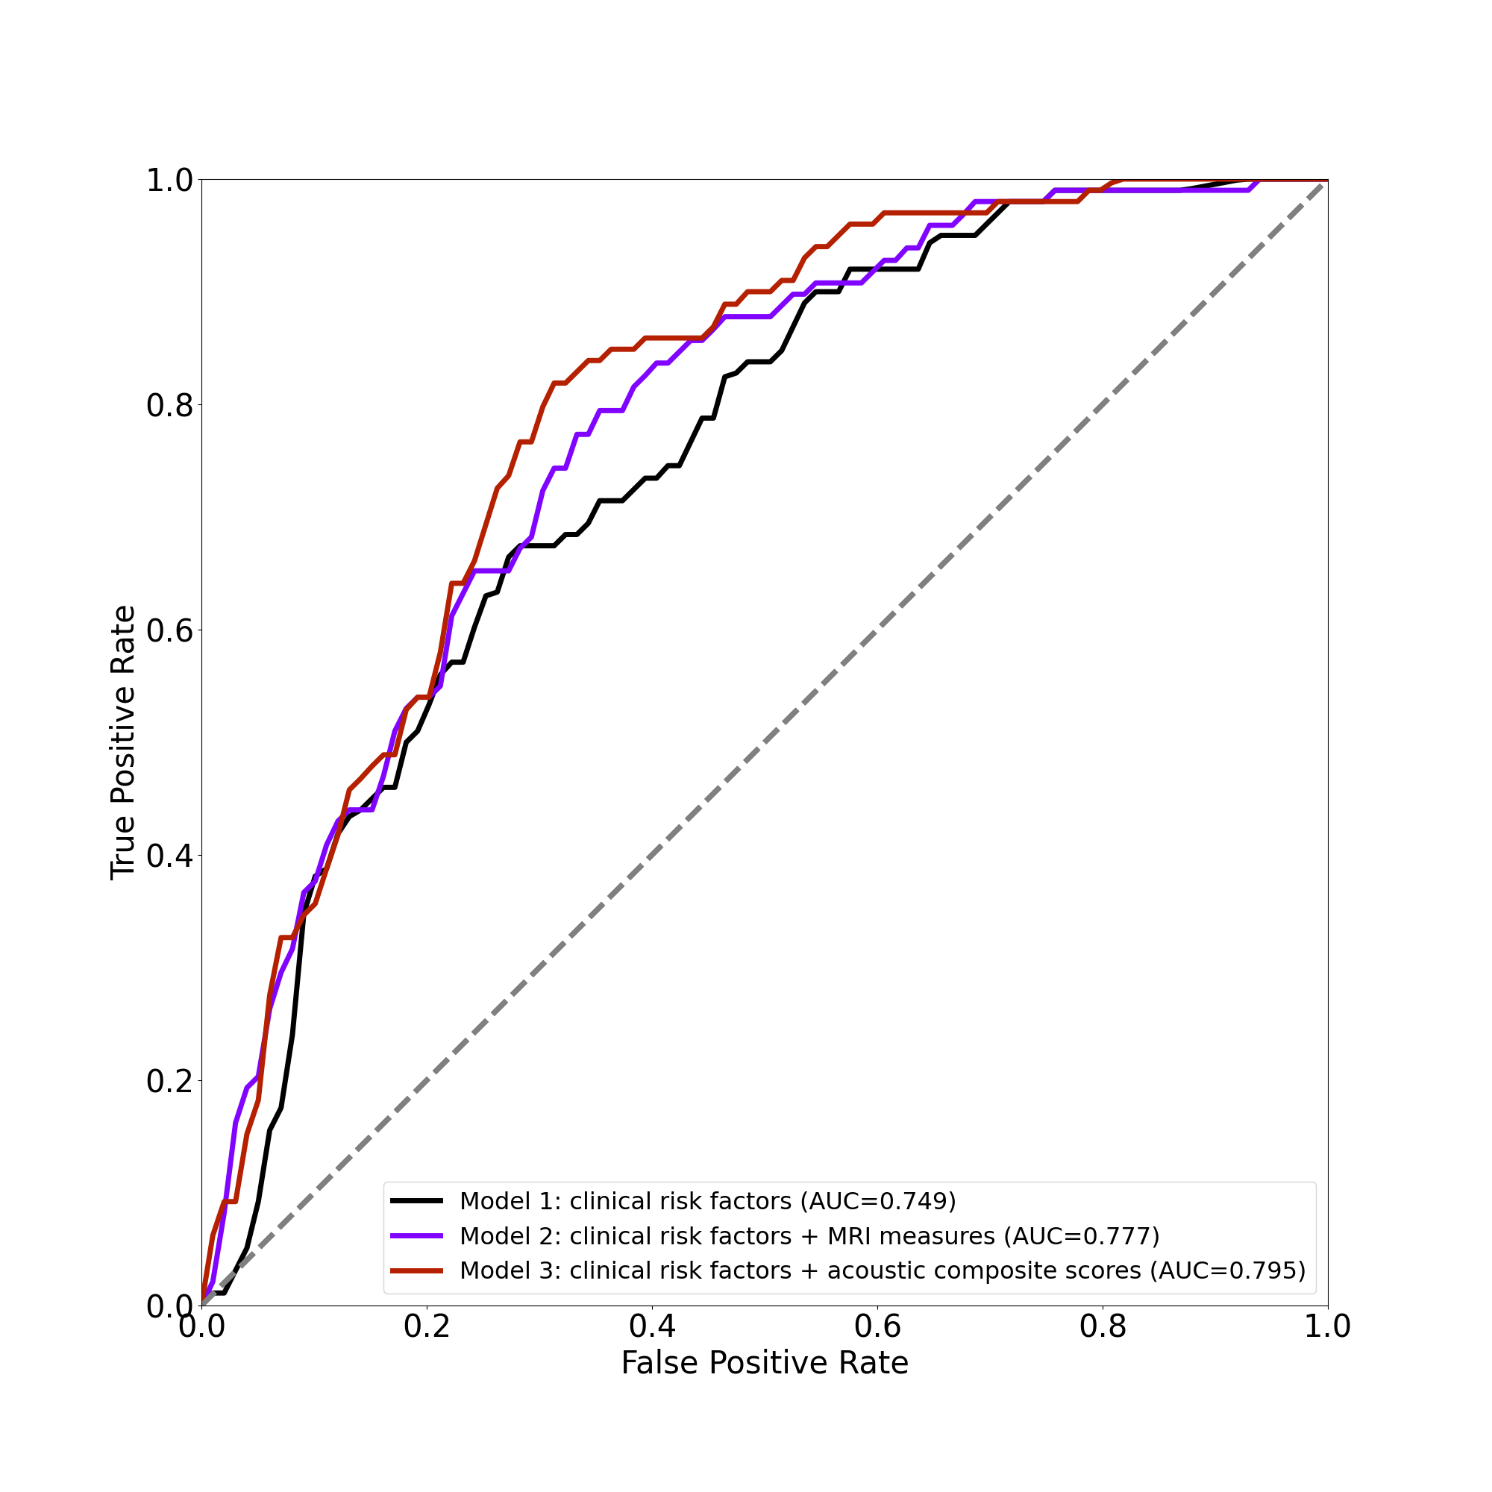 1.0
0.8
0.6
0.4
0.2
0.0
True Positive Rate
Model 1: clinical risk factors (AUC=0.749)
Model 2: clinical risk factors + MRI measures (AUC=0.777)
Model 3: clinical risk factors + acoustic composite scores (AUC=0.795)
0.0 0.2 0.4 0.6 0.8 1.0
False Positive Rate